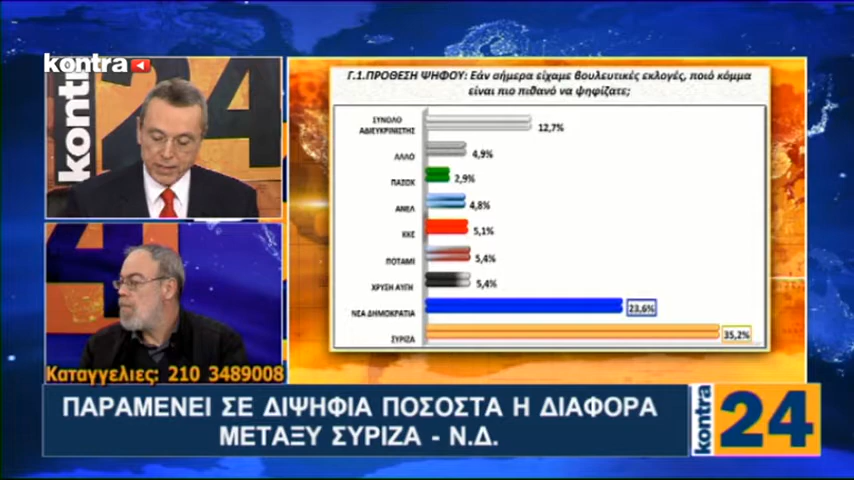 kontra
kontra 24
Γ.1.ΠΡΟΘΕΣΗ ΨΗΦΟΥ: Εάν σήμερα είχαμε βουλευτικές εκλογές, ποιό κόμμα
είναι πιο πιθανό να ψηφίζατε;
ΣΥΝΟΛΟ
ΑΔΙΕΥΚΡΙΝΙΣΤΗΣ 12,7%
ΑΛΛΟ 4,9%
ΠΑΣΟΚ 2,9%
ΑΝΕΛ 4,8%
ΚΚΕ 5,1%
ΠΟΤΑΜΙ 5,4%
ΧΡΥΣΗ ΑΥΓΗ 5,4%
ΝΕΑ ΔΗΜΟΚΡΑΤΙΑ 23,6%
ΣΥΡΙΖΑ 35,2%
Καταγγελιες: 210 3489008
ΠΑΡΑΜΕΝΕΙ ΣΕ ΔΙΨΗΦΙΑ ΠΟΣΟΣΤΑ Η ΔΙΑΦΟΡΑ
ΜΕΤΑΞΥ ΣΥΡΙΖΑ - Ν.Δ.
kontra 24